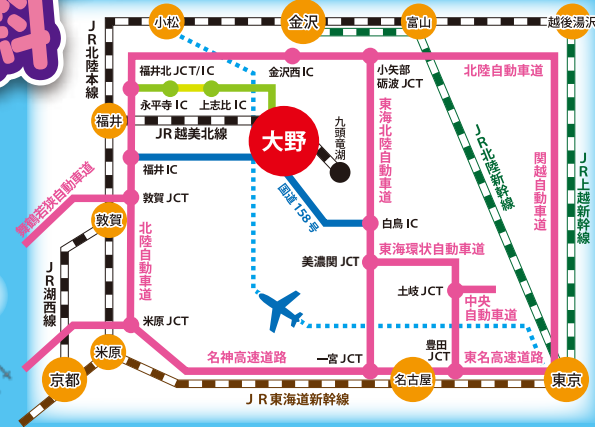 料
小松
金沢
富山
越後湯沢
JR北陸本線
福井北JCT/IC
金沢西IC
小矢部
砺波JCT
北陸自動車道
永平寺IC
上志比IC
福井
JR越美北線
大野
九頭竜湖
東海北陸自動車道
JR北陸新幹線
関越自動車道
JR上越新幹線
福井IC
舞鶴若狭自動車道
敦賀JCT
国道158号
敦賀
白鳥IC
北陸自動車道
東海環状自動車道
美濃関JCT
JR湖西線
土岐JCT
中央
自動車道
米原JCT
米原
名神高速道路
一宮JCT
豊田
JCT
東名高速道路
京都
名古屋
東京
JR東海道新幹線